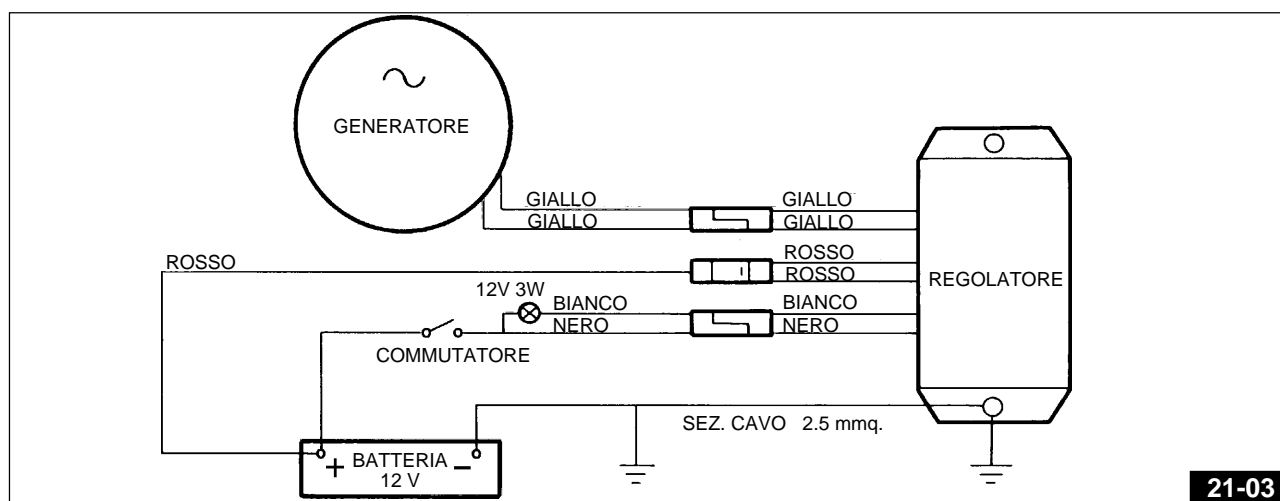 GENERATORE
GIALLO GIALLO
GIALLO GIALLO
ROSSO
ROSSO ROSSO
REGOLATORE
12V 3W
BIANCO BIANCO
NERO NERO
COMMUTATORE
SEZ. CAVO 2.5 mmq.
+ BATTERIA -
12 V
21-03